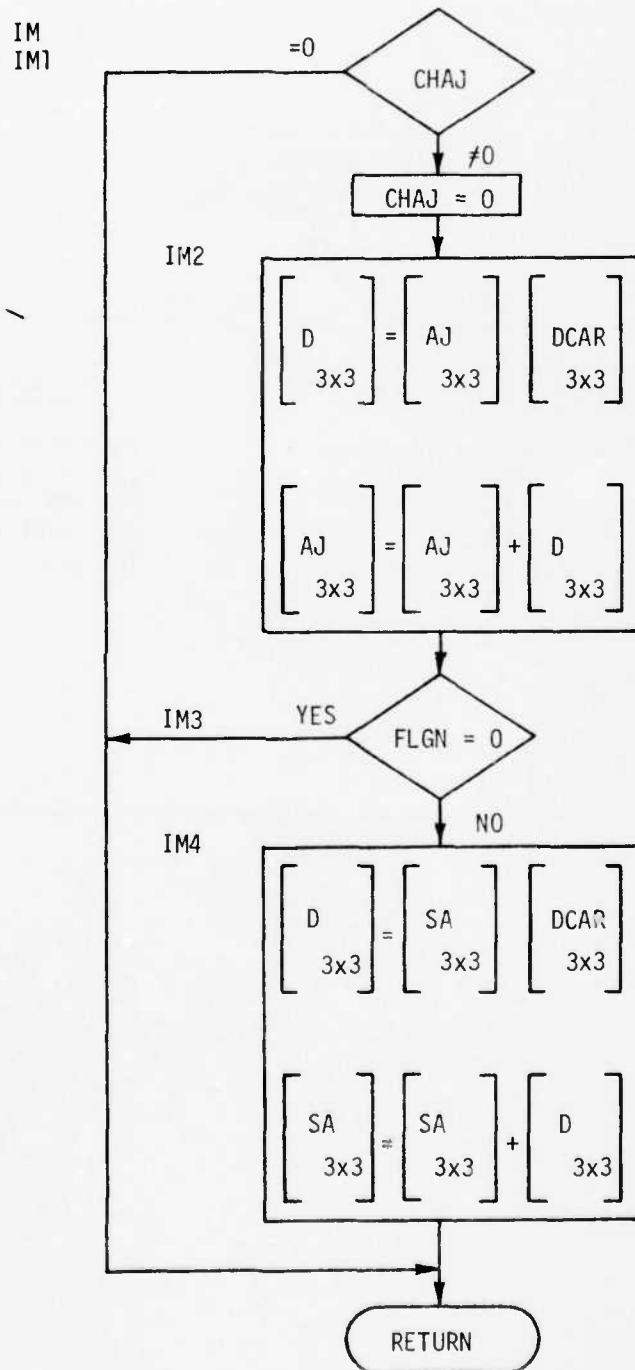 IM
IM1
=0
CHAJ
≠0
CHAJ = 0
IM2
D = AJ DCAR
3x3 3x3 3x3
AJ = AJ + D
3x3 3x3 3x3
IM3
YES
FLGN = 0
NO
IM4
D = SA DCAR
3x3 3x3 3x3
SA = SA + D
3x3 3x3 3x3
RETURN